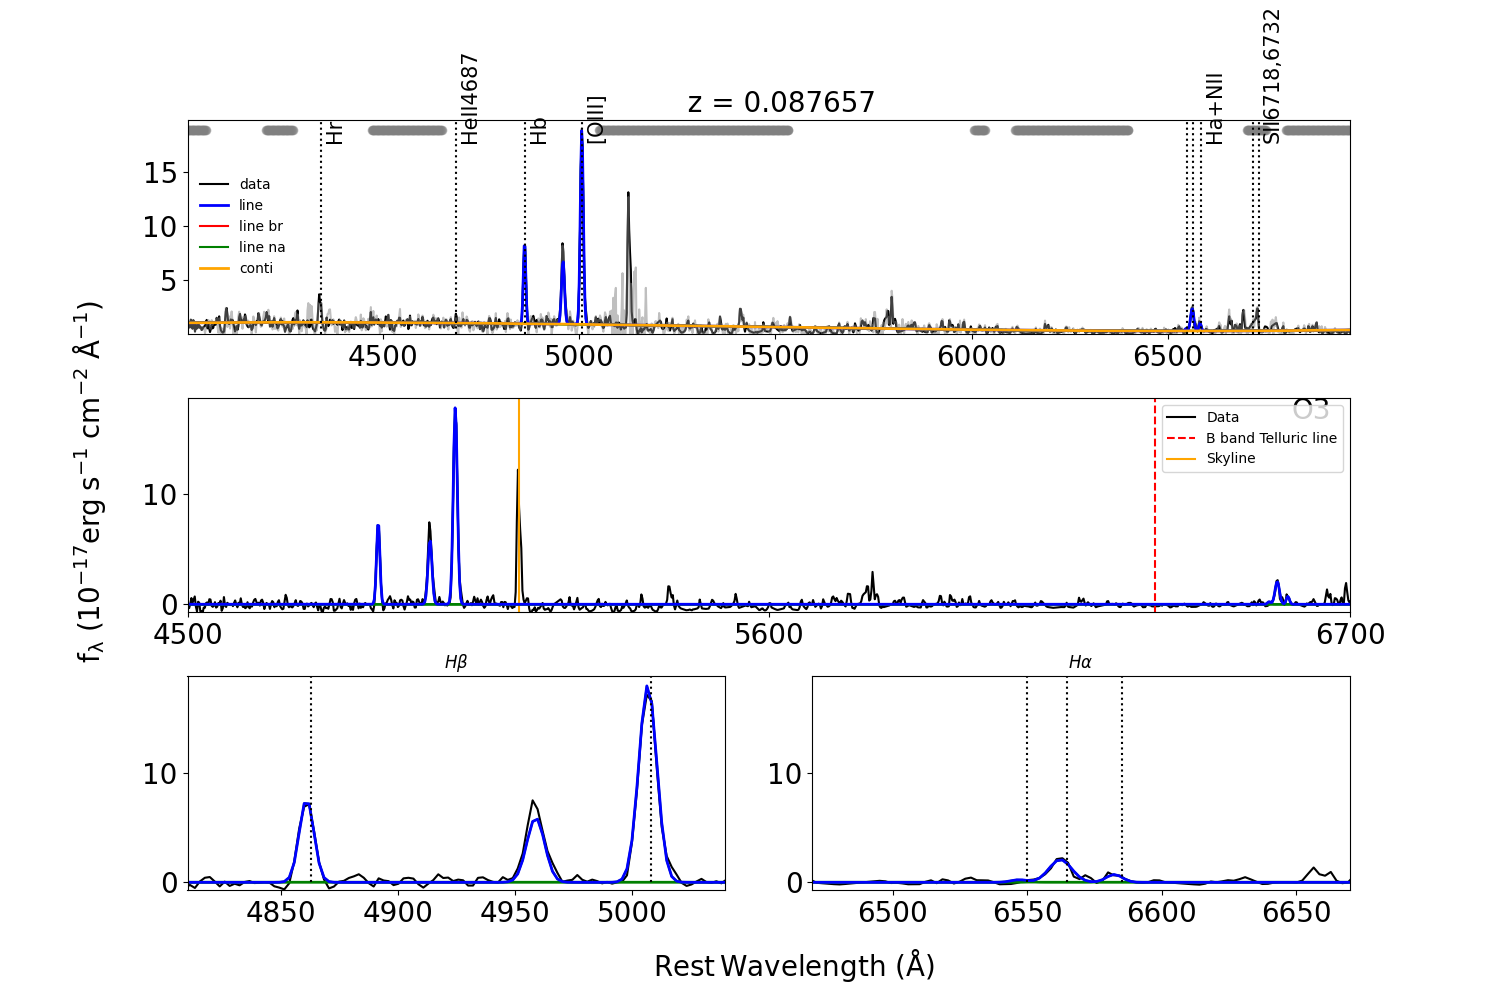 z = 0.087657
Hr
HeII4687
Hb
[OIII]
Ha+NII
SII6718,6732
15
10
5
data
line
line br
line na
conti
4500 5000 5500 6000 6500
O3
10
0
Data
B band Telluric line
Skyline
4500 5600 6700
fλ (10⁻¹⁷erg s⁻¹ cm⁻² Å⁻¹)
Hβ
10
0
4850 4900 4950 5000
Hα
10
0
6500 6550 6600 6650
Rest Wavelength (Å)